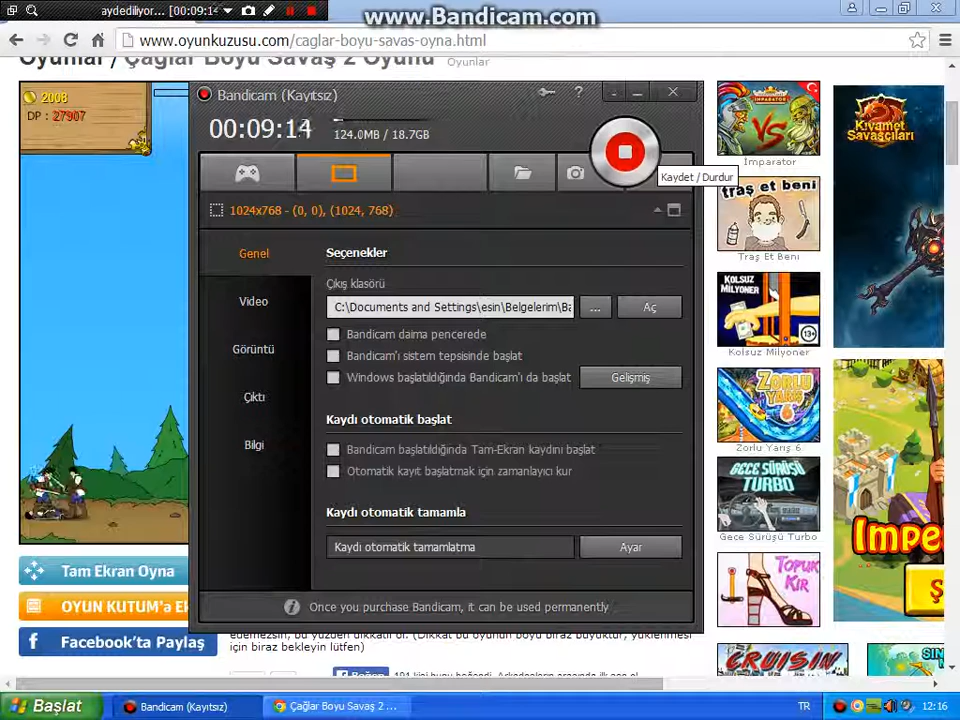 aydediliyor... [00:09:14
www.Bandicam.com
www.oyunkuzusu.com/caglar-boyu-savas-oyna.html
Oyunlar / Çağlar Boyu Savaş 2 Oyunu
Oyunlar
2008
DP : 27907
Bandicam (Kayıtsız)
?
00:09:14
124.0MB / 18.7GB
Kaydet / Durdur
1024x768 - (0, 0), (1024, 768)
Genel
Video
Görüntü
Çıktı
Bilgi
Seçenekler
Çıkış klasörü
C:\Documents and Settings\esin\Belgelerim\Ba
...
Aç
Bandicam daima pencerede
Bandicam'ı sistem tepsisinde başlat
Windows başlatıldığında Bandicam'ı da başlat
Gelişmiş
Kaydı otomatik başlat
Bandicam başlatıldığında Tam-Ekran kaydını başlat
Otomatik kayıt başlatmak için zamanlayıcı kur
Kaydı otomatik tamamla
Kaydı otomatik tamamlatma
Ayar
Once you purchase Bandicam, it can be used permanently
IMPARATOR
VS
Imparator
traş et beni
Traş Et Beni
KOLSUZ
MİLYONER
13+
Kolsuz Milyoner
ZORLU
YARIŞ
6
Zorlu Yarış 6
GECE SÜRÜŞÜ
TURBO
Gece Sürüşü Turbo
TOPUK
KIR
CRUISIN
Kıyamet
Savaşçıları
Impe
Tam Ekran Oyna
OYUN KUTUM'a Ek
Facebook'ta Paylaş
edemezsin, bu yüzden dikkatli ol. (Dikkat bu oyunun boyu biraz büyüktür, yüklenmesi
için biraz bekleyin lütfen)
Başlat
Bandicam (Kayıtsız)
Çağlar Boyu Savaş 2 ...
TR
12:16